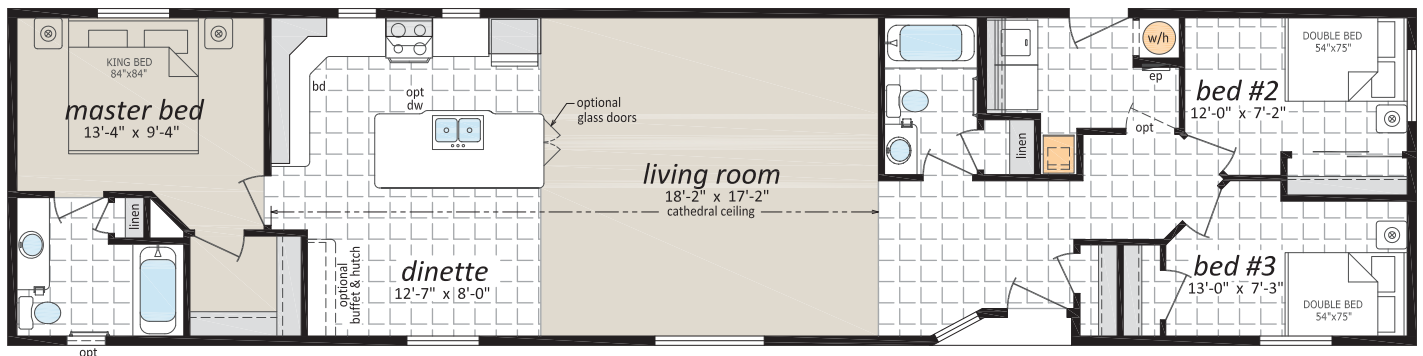 KING BED
84"x84"
master bed
13'-4" x 9'-4"
linen
opt
bd
opt
dw
optional
glass doors
optional
buffet & hutch
dinette
12'-7" x 8'-0"
living room
18'-2" x 17'-2"
cathedral ceiling
linen
w/h
ep
opt
DOUBLE BED
54"x75"
bed #2
12'-0" x 7'-2"
bed #3
13'-0" x 7'-3"
DOUBLE BED
54"x75"